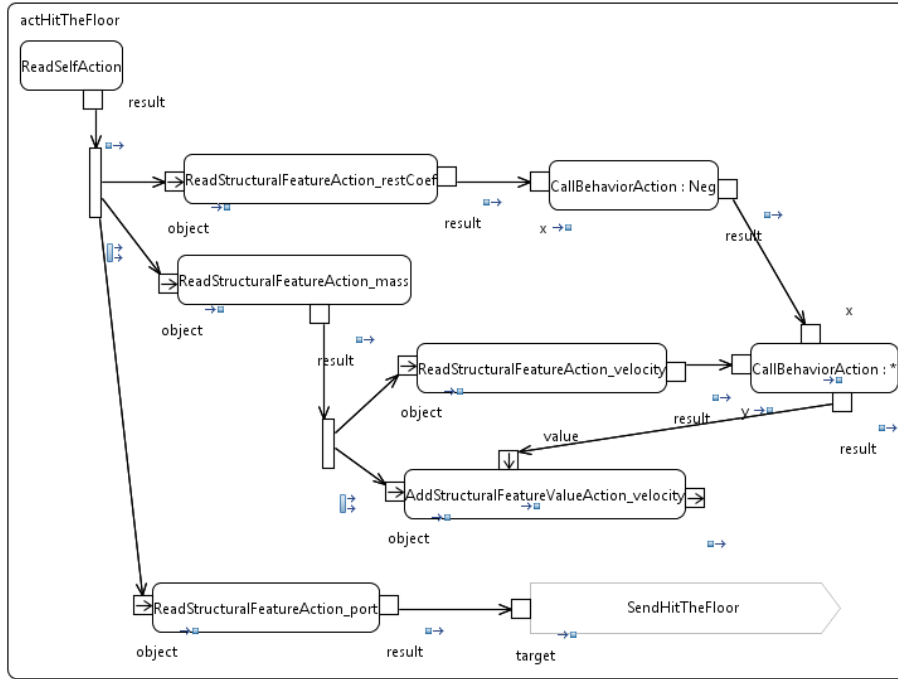 actHitTheFloor
ReadSelfAction
result
ReadStructuralFeatureAction_restCoef
CallBehaviorAction : Neg
object
result
x
result
ReadStructuralFeatureAction_mass
object
result
x
ReadStructuralFeatureAction_velocity
CallBehaviorAction : *
object
result
y
result
value
AddStructuralFeatureValueAction_velocity
object
ReadStructuralFeatureAction_port
SendHitTheFloor
object
result
target